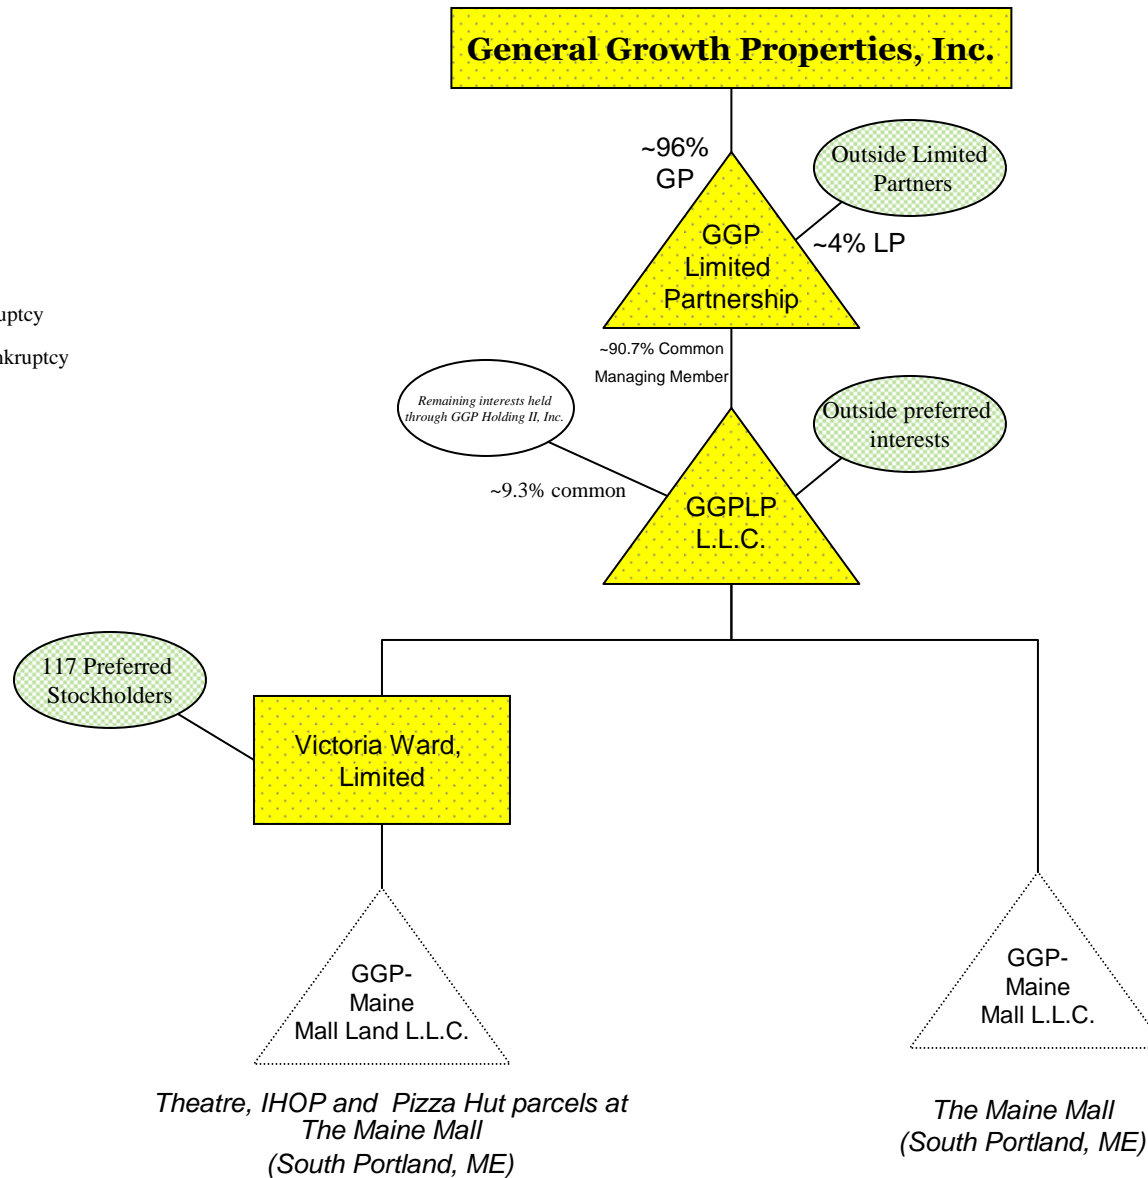 General Growth Properties, Inc.
~96%
GP
Outside Limited
Partners
GGP
Limited
Partnership
~4% LP
~90.7% Common
Managing Member
Remaining interests held
through GGP Holding II, Inc.
Outside preferred
interests
~9.3% common
GGPLP
L.L.C.
117 Preferred
Stockholders
Victoria Ward,
Limited
GGP-
Maine
Mall Land L.L.C.
GGP-
Maine
Mall L.L.C.
Theatre, IHOP and Pizza Hut parcels at
The Maine Mall
(South Portland, ME)
The Maine Mall
(South Portland, ME)